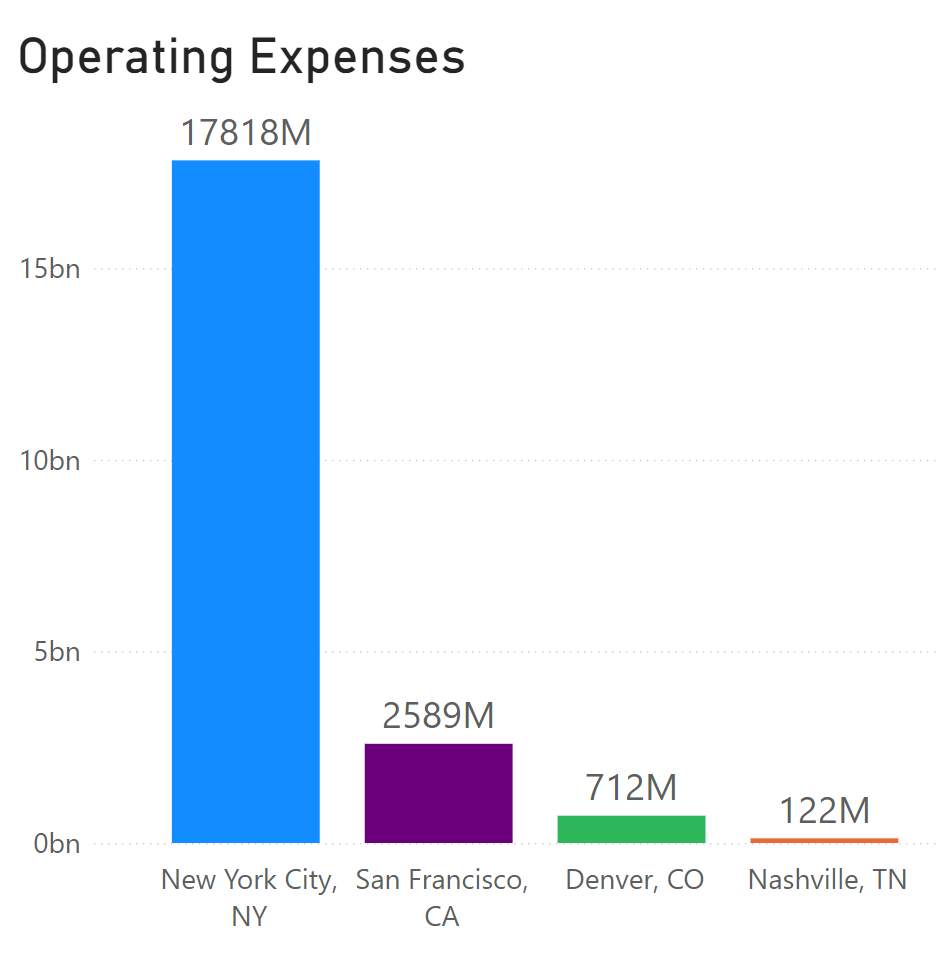 Operating Expenses
17818M
15bn
10bn
5bn
2589M
712M
122M
0bn
New York City, San Francisco, Denver, CO Nashville, TN
NY CA